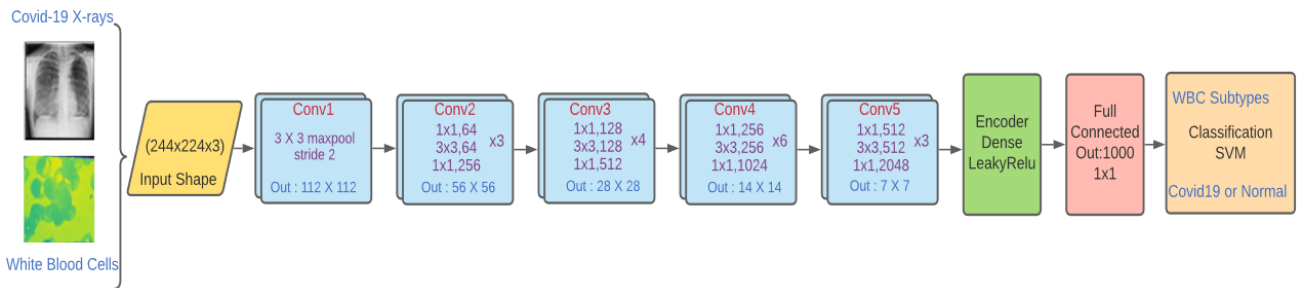 Covid-19 X-rays
White Blood Cells
(244x224x3)
Input Shape
Conv1
3 X 3 maxpool
stride 2
Out : 112 X 112
Conv2
1x1,64
3x3,64 x3
1x1,256
Out : 56 X 56
Conv3
1x1,128
3x3,128 x4
1x1,512
Out : 28 X 28
Conv4
1x1,256
3x3,256 x6
1x1,1024
Out : 14 X 14
Conv5
1x1,512
3x3,512 x3
1x1,2048
Out : 7 X 7
Encoder
Dense
LeakyRelu
Full
Connected
Out:1000
1x1
WBC Subtypes
Classification
SVM
Covid19 or Normal